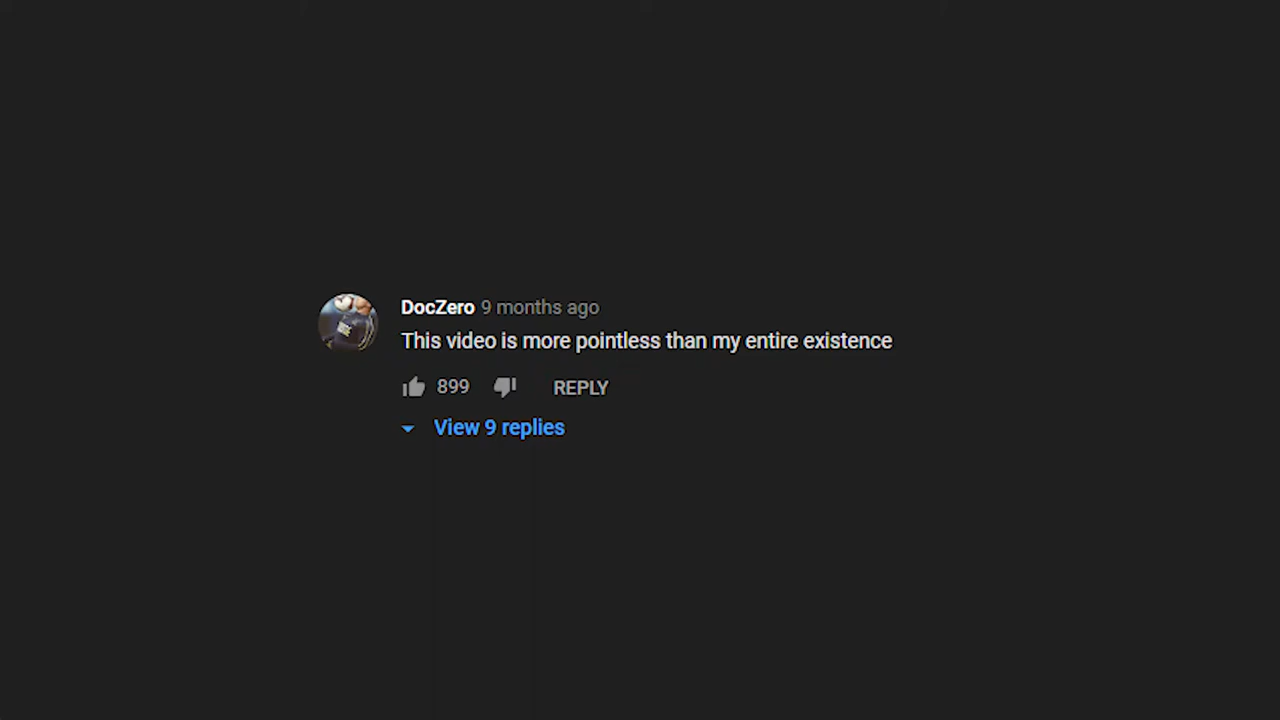 DocZero 9 months ago
This video is more pointless than my entire existence
899 REPLY
View 9 replies